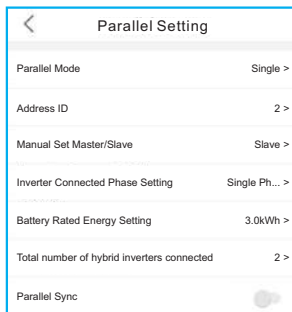 Parallel Setting
Parallel Mode Single >
Address ID 2 >
Manual Set Master/Slave Slave >
Inverter Connected Phase Setting Single Ph... >
Battery Rated Energy Setting 3.0kWh >
Total number of hybrid inverters connected 2 >
Parallel Sync